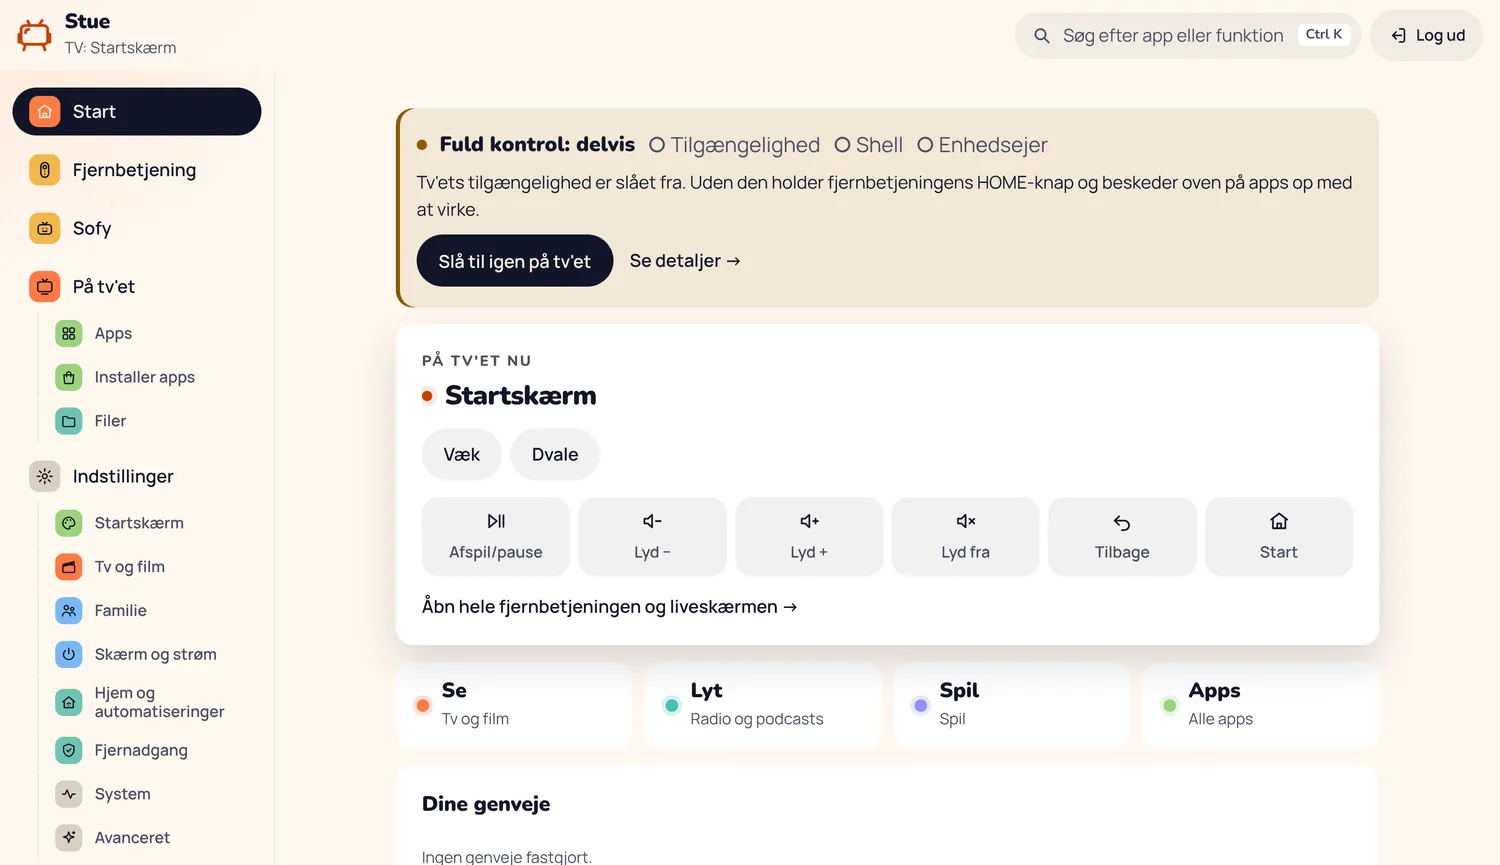 Stue
TV: Startskærm
Søg efter app eller funktion
Ctrl K
Log ud
Start
Fjernbetjening
Sofy
På tv'et
Apps
Installer apps
Filer
Indstillinger
Startskærm
Tv og film
Familie
Skærm og strøm
Hjem og
automatiseringer
Fjernadgang
System
Avanceret
Fuld kontrol: delvis
Tilgængelighed
Shell
Enhedsejer
Tv'ets tilgængelighed er slået fra. Uden den holder fjernbetjeningens HOME-knap og beskeder oven på apps op med
at virke.
Slå til igen på tv'et
Se detaljer →
PÅ TV'ET NU
Startskærm
Væk
Dvale
Afspil/pause
Lyd −
Lyd +
Lyd fra
Tilbage
Start
Åbn hele fjernbetjeningen og liveskærmen →
Se
Tv og film
Lyt
Radio og podcasts
Spil
Spil
Apps
Alle apps
Dine genveje
Ingen genveje fastgjort.